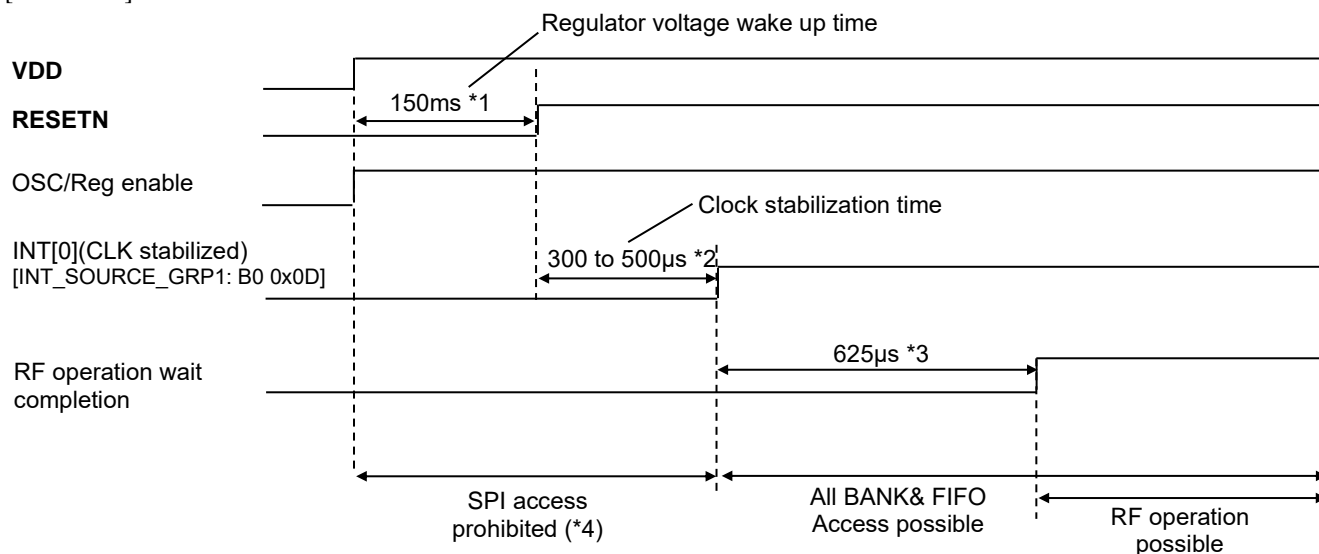 Regulator voltage wake up time
VDD
150ms *1
RESETN
OSC/Reg enable
Clock stabilization time
INT[0](CLK stabilized)
[INT_SOURCE_GRP1: B0 0x0D]
300 to 500μs *2
625μs *3
RF operation wait
completion
SPI access
prohibited (*4)
All BANK& FIFO
Access possible
RF operation
possible